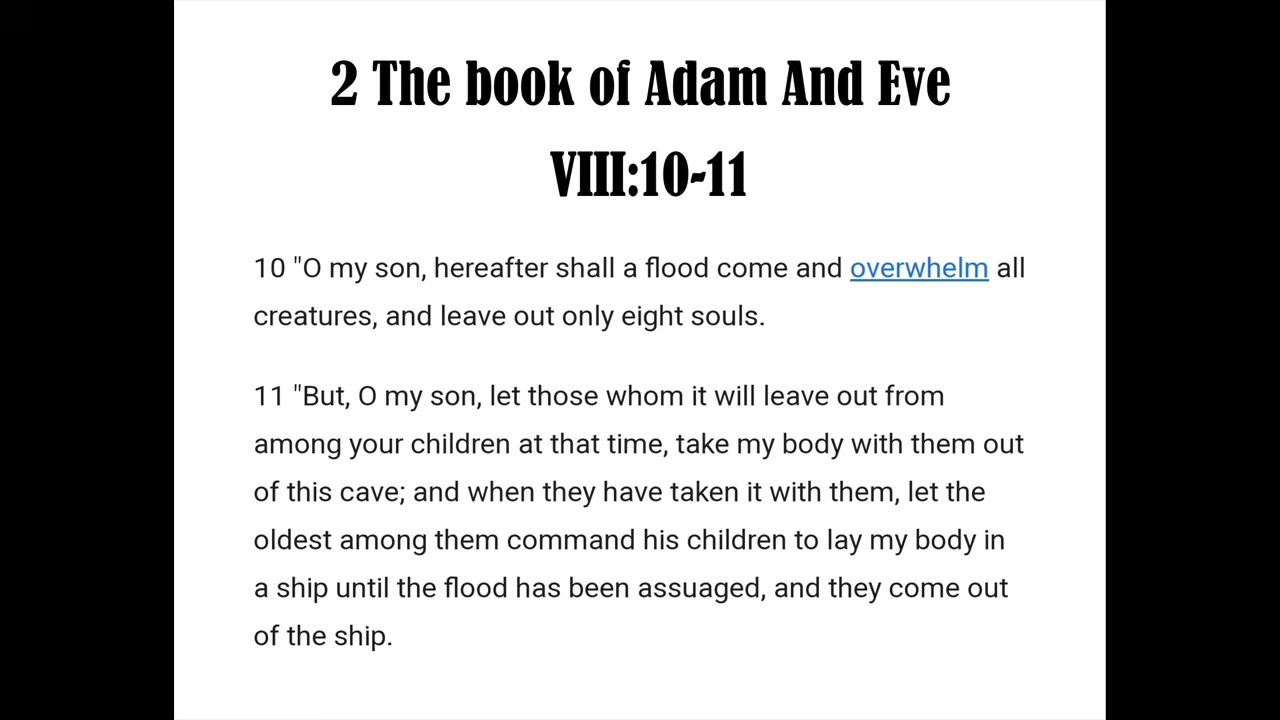 2 The book of Adam And Eve
VIII:10-11
10 "O my son, hereafter shall a flood come and overwhelm all
creatures, and leave out only eight souls.
11 "But, O my son, let those whom it will leave out from
among your children at that time, take my body with them out
of this cave; and when they have taken it with them, let the
oldest among them command his children to lay my body in
a ship until the flood has been assuaged, and they come out
of the ship.